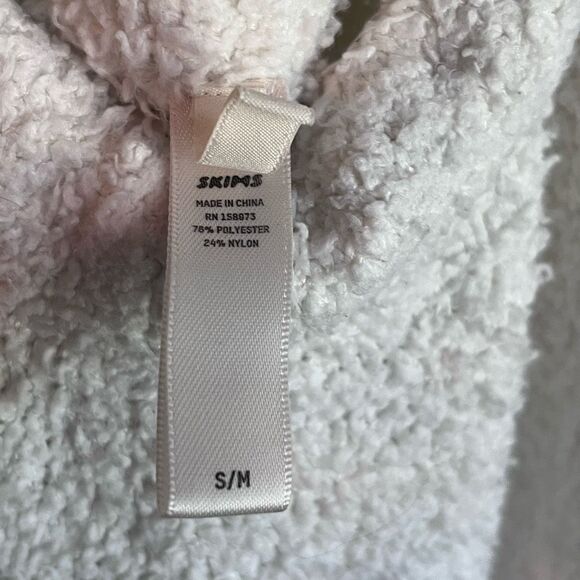 SKIMS
MADE IN CHINA
RN 158973
76% POLYESTER
24% NYLON
S/M